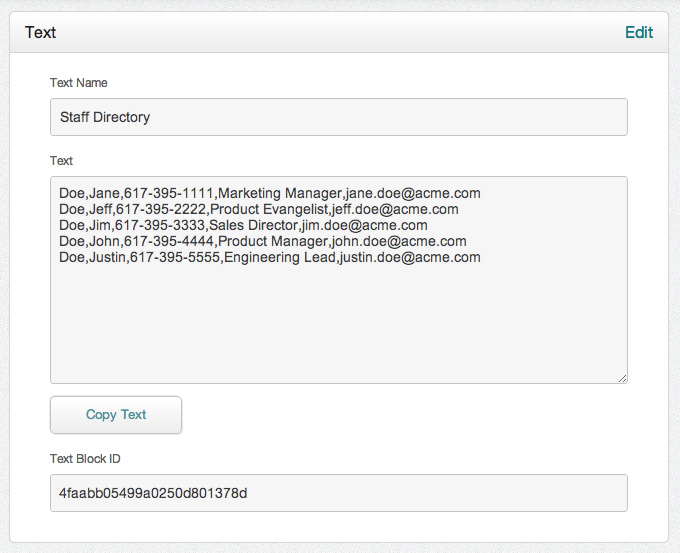 Text
Edit
Text Name
Staff Directory
Text
Doe,Jane,617-395-1111,Marketing Manager,jane.doe@acme.com
Doe,Jeff,617-395-2222,Product Evangelist,jeff.doe@acme.com
Doe,Jim,617-395-3333,Sales Director,jim.doe@acme.com
Doe,John,617-395-4444,Product Manager,john.doe@acme.com
Doe,Justin,617-395-5555,Engineering Lead,justin.doe@acme.com
Copy Text
Text Block ID
4faabb05499a0250d801378d